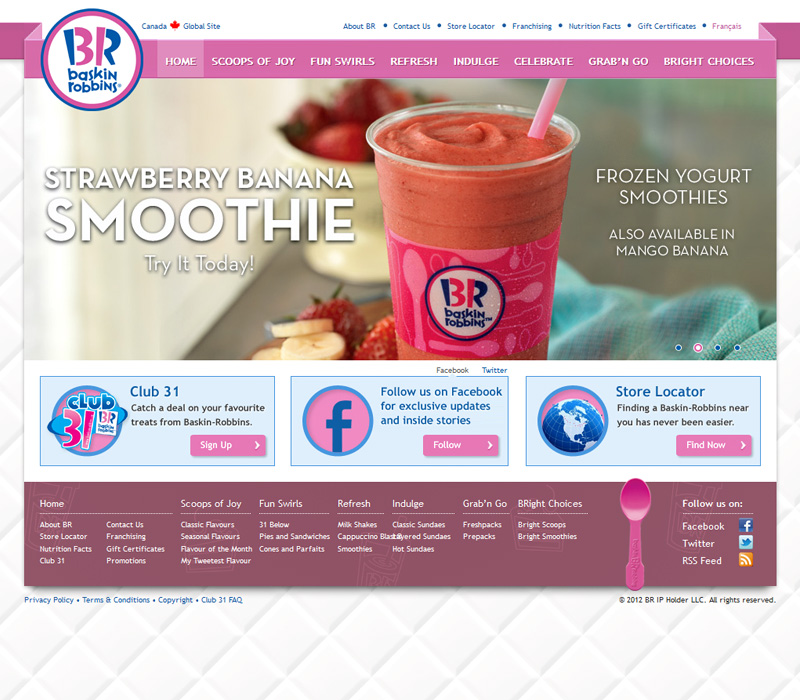 Canada Global Site
About BR • Contact Us • Store Locator • Franchising • Nutrition Facts • Gift Certificates • Français
BR
baskin
robbins
HOME SCOOPS OF JOY FUN SWIRLS REFRESH INDULGE CELEBRATE GRAB'N GO BRIGHT CHOICES
STRAWBERRY BANANA
SMOOTHIE
Try It Today!
FROZEN YOGURT
SMOOTHIES
ALSO AVAILABLE IN
MANGO BANANA
BR
baskin
robbins™
Facebook Twitter
club
31
BR
Club 31
Catch a deal on your favourite
treats from Baskin-Robbins.
Sign Up
f
Follow us on Facebook
for exclusive updates
and inside stories
Follow
Store Locator
Finding a Baskin-Robbins near
you has never been easier.
Find Now
Home
About BR
Store Locator
Nutrition Facts
Club 31
Contact Us
Franchising
Gift Certificates
Promotions
Scoops of Joy
Classic Flavours
Seasonal Flavours
Flavour of the Month
My Tweetest Flavour
Fun Swirls
31 Below
Pies and Sandwiches
Cones and Parfaits
Refresh
Milk Shakes
Cappuccino Blast
Smoothies
Indulge
Classic Sundaes
Layered Sundaes
Hot Sundaes
Grab'n Go
Freshpacks
Prepacks
BRight Choices
Bright Scoops
Bright Smoothies
Follow us on:
Facebook
Twitter
RSS Feed
Privacy Policy • Terms & Conditions • Copyright • Club 31 FAQ
© 2012 BR IP Holder LLC. All rights reserved.